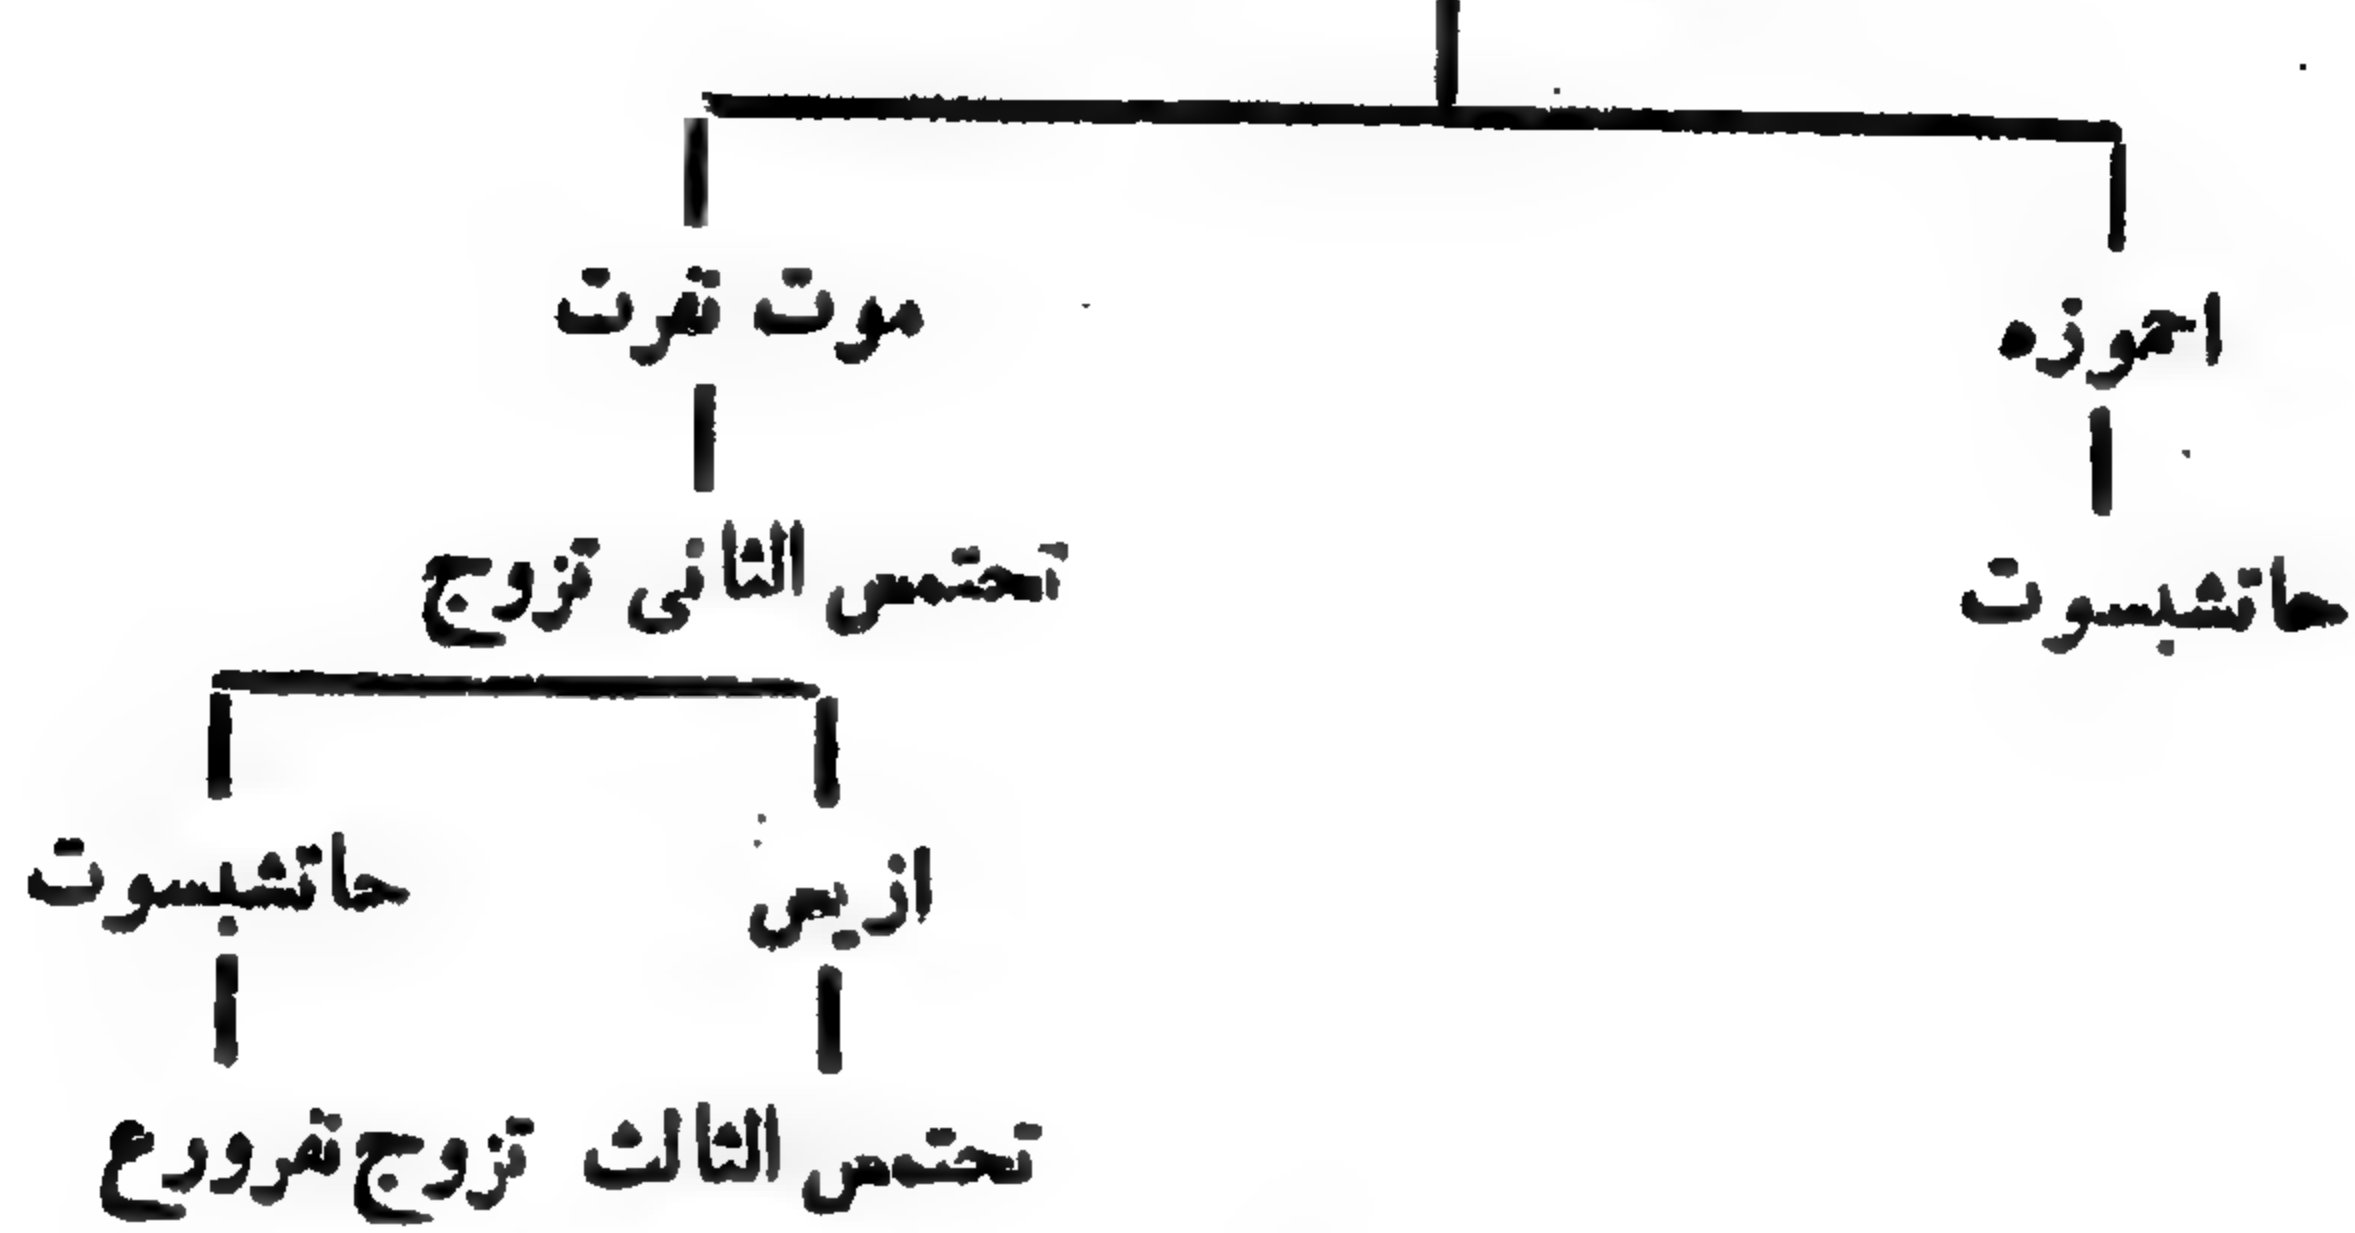 احموزه
موت نفرت
حاتشبسوت
تحتمس الثانى تزوج
ازيس
حاتشبسوت
تحتمس الثالث تزوج نفرورع